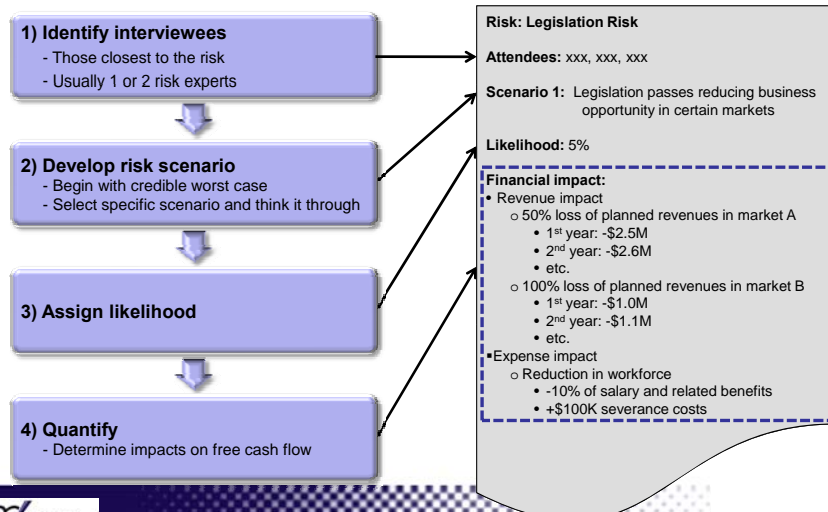 1) Identify interviewees
- Those closest to the risk
- Usually 1 or 2 risk experts
2) Develop risk scenario
- Begin with credible worst case
- Select specific scenario and think it through
3) Assign likelihood
4) Quantify
- Determine impacts on free cash flow
Risk: Legislation Risk
Attendees: xxx, xxx, xxx
Scenario 1: Legislation passes reducing business
opportunity in certain markets
Likelihood: 5%
Financial impact:
• Revenue impact
o 50% loss of planned revenues in market A
• 1st year: -$2.5M
• 2nd year: -$2.6M
• etc.
o 100% loss of planned revenues in market B
• 1st year: -$1.0M
• 2nd year: -$1.1M
• etc.
▪Expense impact
o Reduction in workforce
• -10% of salary and related benefits
• +$100K severance costs